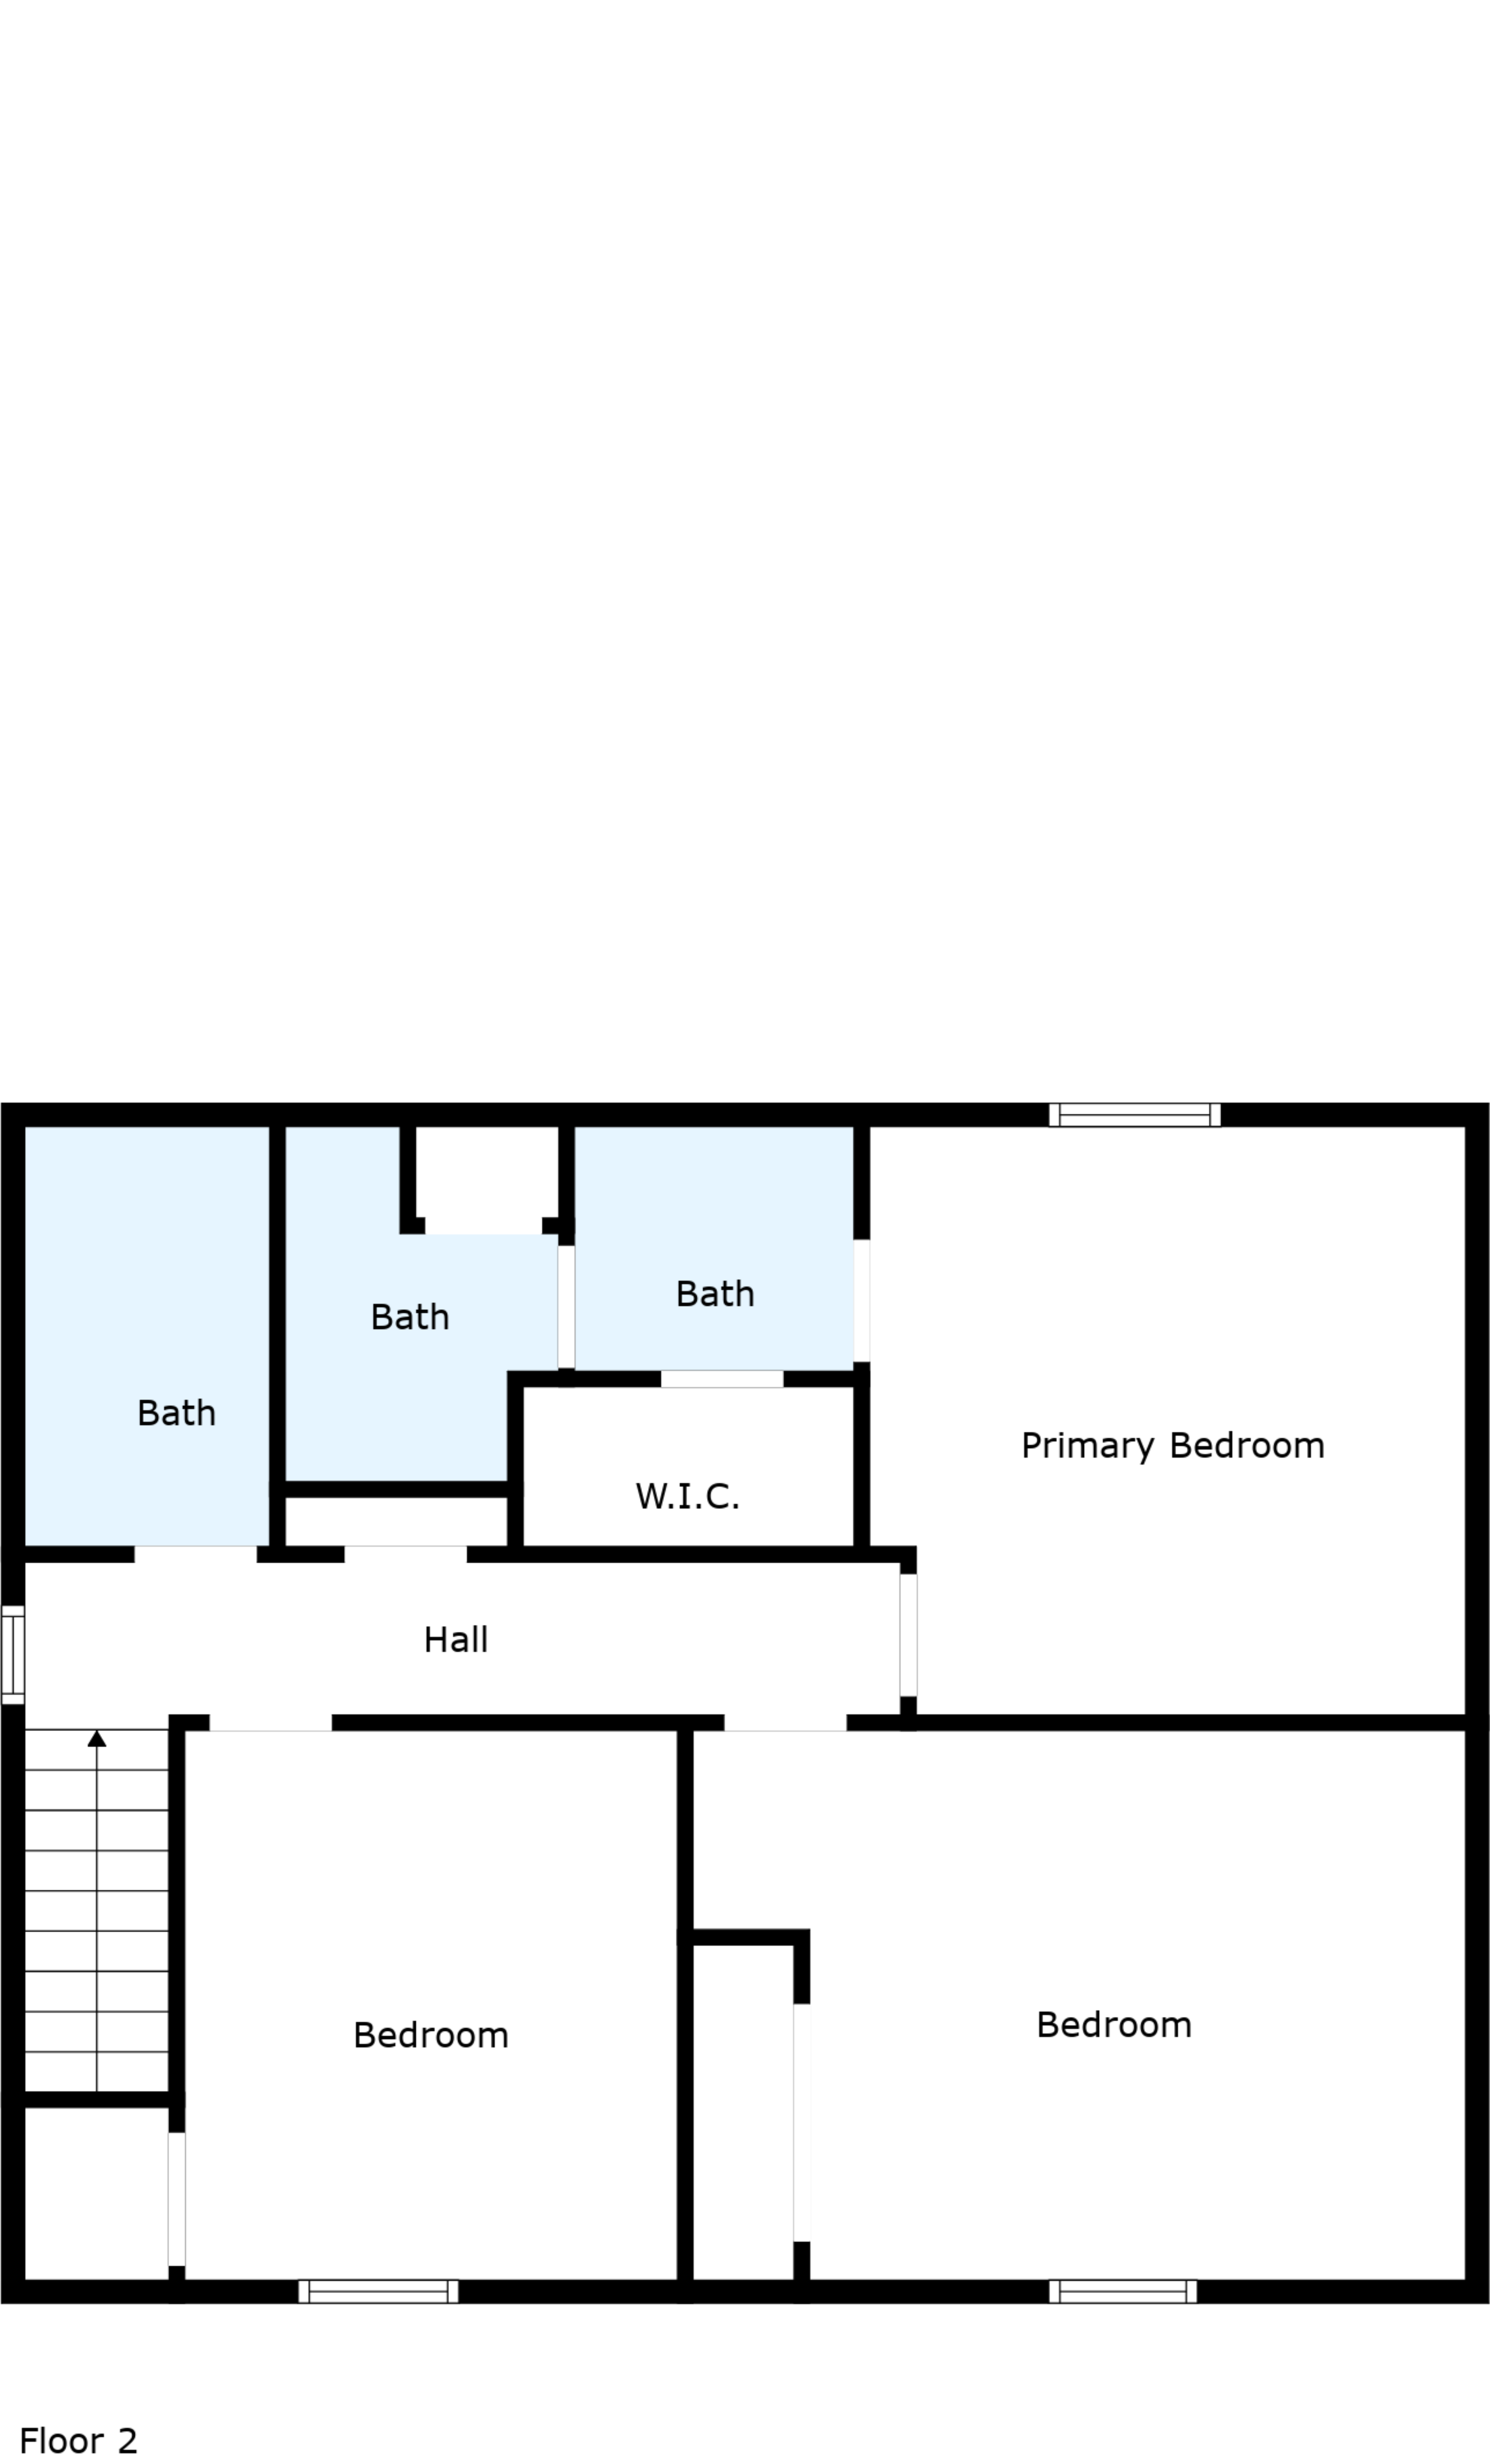 Bath
Bath
Bath
Primary Bedroom
W.I.C.
Hall
Bedroom
Bedroom
Floor 2